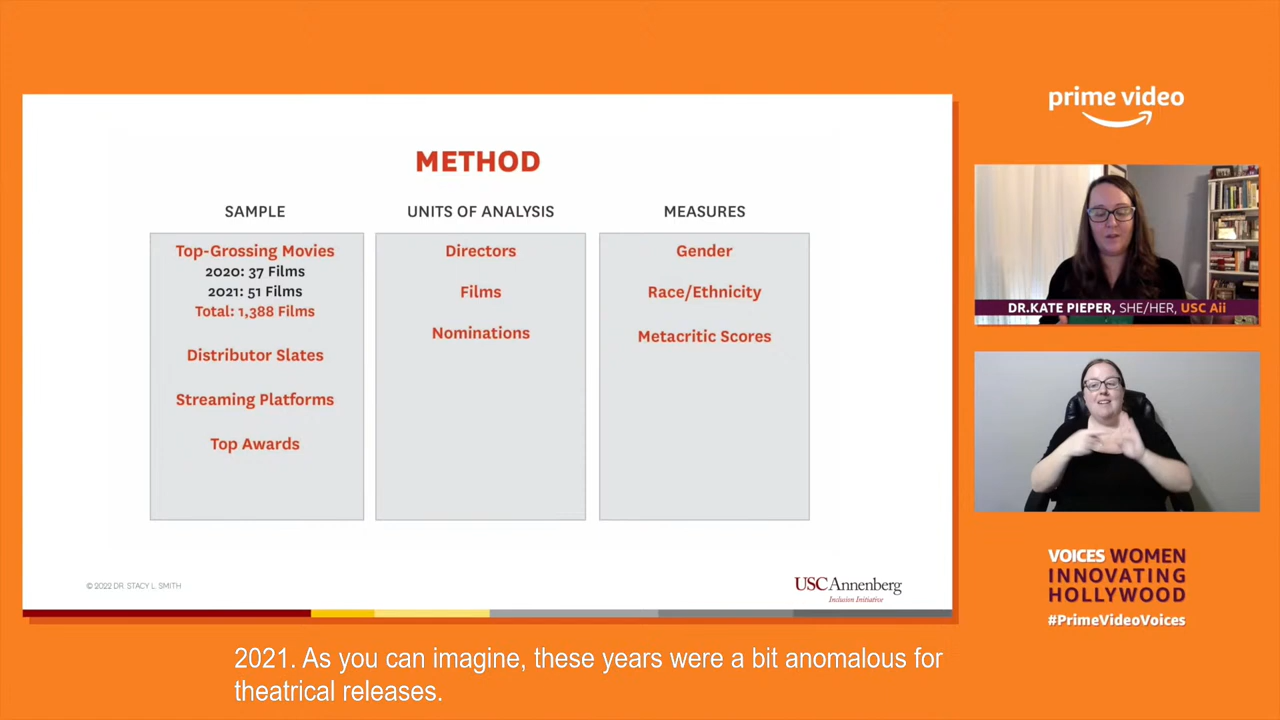 METHOD
SAMPLE
Top-Grossing Movies
2020: 37 Films
2021: 51 Films
Total: 1,388 Films
Distributor Slates
Streaming Platforms
Top Awards
UNITS OF ANALYSIS
Directors
Films
Nominations
MEASURES
Gender
Race/Ethnicity
Metacritic Scores
© 2022 DR. STACY L. SMITH
USC Annenberg
Inclusion Initiative
prime video
DR.KATE PIEPER, SHE/HER, USC Aii
VOICES WOMEN
INNOVATING
HOLLYWOOD
#PrimeVideoVoices
2021. As you can imagine, these years were a bit anomalous for
theatrical releases.